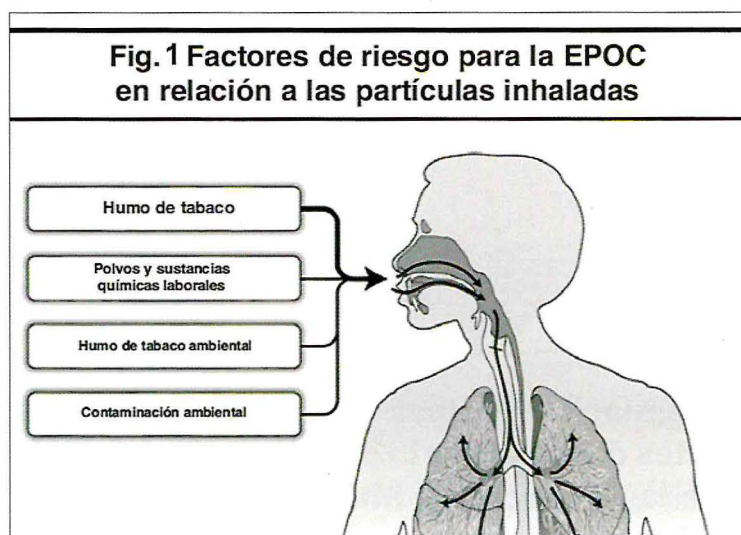 Fig. 1 Factores de riesgo para la EPOC
en relación a las partículas inhaladas
Humo de tabaco
Polvos y sustancias
químicas laborales
Humo de tabaco ambiental
Contaminación ambiental